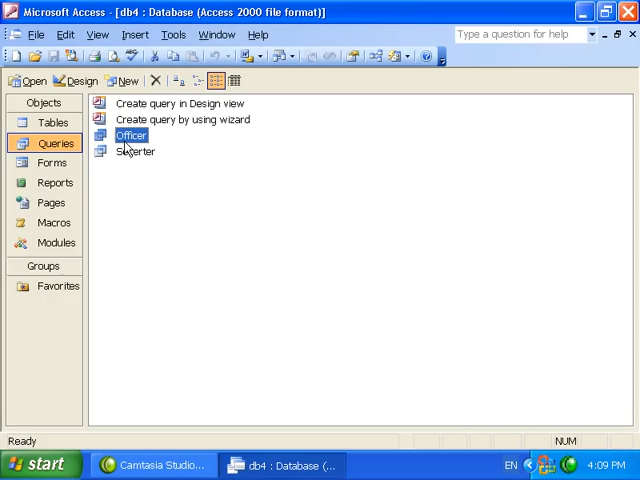 Microsoft Access - [db4 : Database (Access 2000 file format)]
File Edit View Insert Tools Window Help
Type a question for help
Open Design New
Objects
Tables
Queries
Forms
Reports
Pages
Macros
Modules
Groups
Favorites
Create query in Design view
Create query by using wizard
Officer
Ready
NUM
start
Camtasia Studio...
db4 : Database (...
EN
4:09 PM